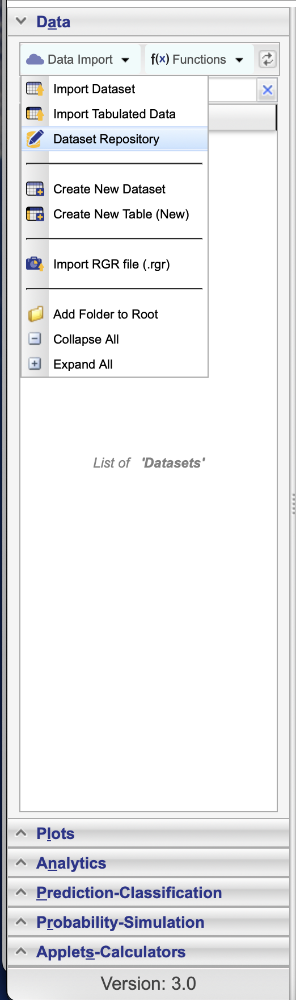 Data
Data Import f(x) Functions
Import Dataset
Import Tabulated Data
Dataset Repository
Create New Dataset
Create New Table (New)
Import RGR file (.rgr)
Add Folder to Root
Collapse All
Expand All
List of 'Datasets'
Plots
Analytics
Prediction-Classification
Probability-Simulation
Applets-Calculators
Version: 3.0